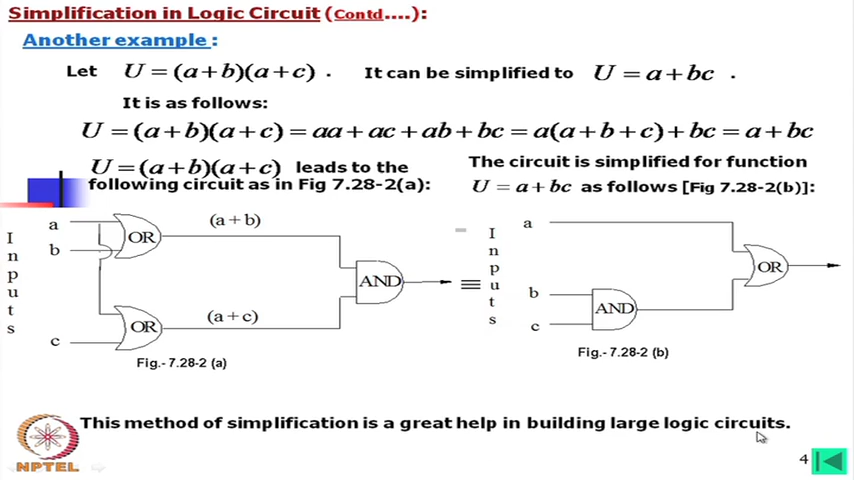 Simplification in Logic Circuit (Contd....):
Another example :
Let U = (a+b)(a+c) . It can be simplified to U = a+bc .
It is as follows:
U = (a+b)(a+c) = aa+ac+ab+bc = a(a+b+c)+bc = a+bc
U = (a+b)(a+c) leads to the
following circuit as in Fig 7.28-2(a):
The circuit is simplified for function
U = a+bc as follows [Fig 7.28-2(b)]:
Inputs
a
b
c
OR
(a + b)
OR
(a + c)
AND
Fig.- 7.28-2 (a)
≡
Inputs
a
b
c
AND
OR
Fig.- 7.28-2 (b)
This method of simplification is a great help in building large logic circuits.
NPTEL
4